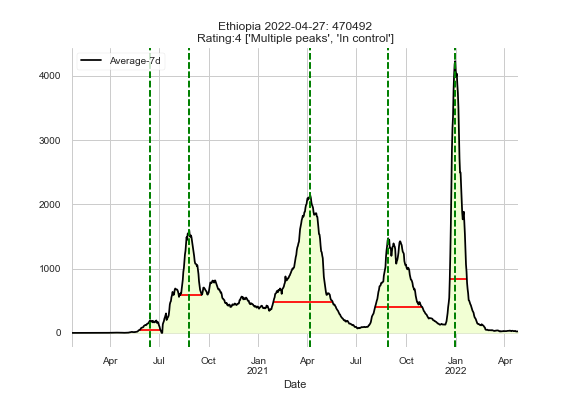 Ethiopia 2022-04-27: 470492
Rating:4 ['Multiple peaks', 'In control']
Average-7d
4000
3000
2000
1000
0
Apr
Jul
Oct
Jan
2021
Apr
Jul
Oct
Jan
2022
Apr
Date